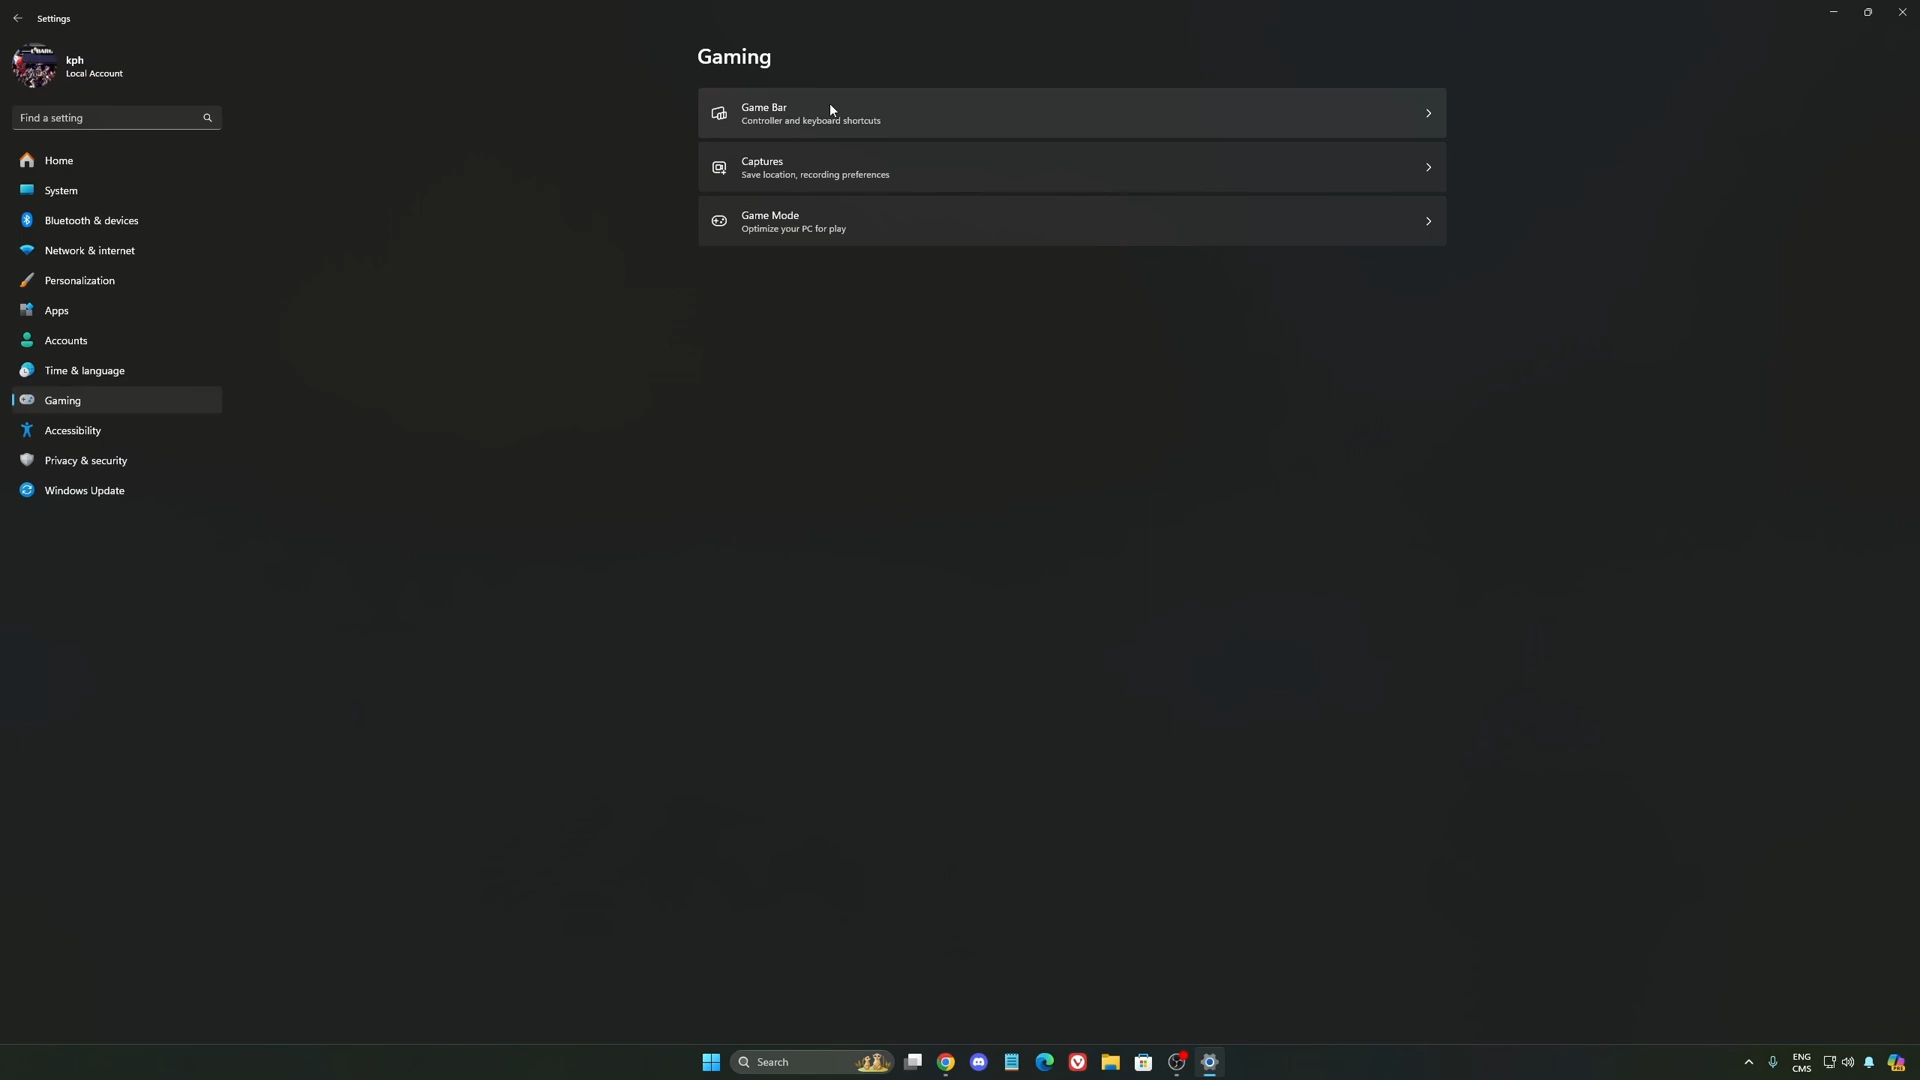 Settings
kph
Local Account
Find a setting
Home
System
Bluetooth & devices
Network & internet
Personalization
Apps
Accounts
Time & language
Gaming
Accessibility
Privacy & security
Windows Update
Gaming
Game Bar
Controller and keyboard shortcuts
Captures
Save location, recording preferences
Game Mode
Optimize your PC for play
Search
ENG
CMS